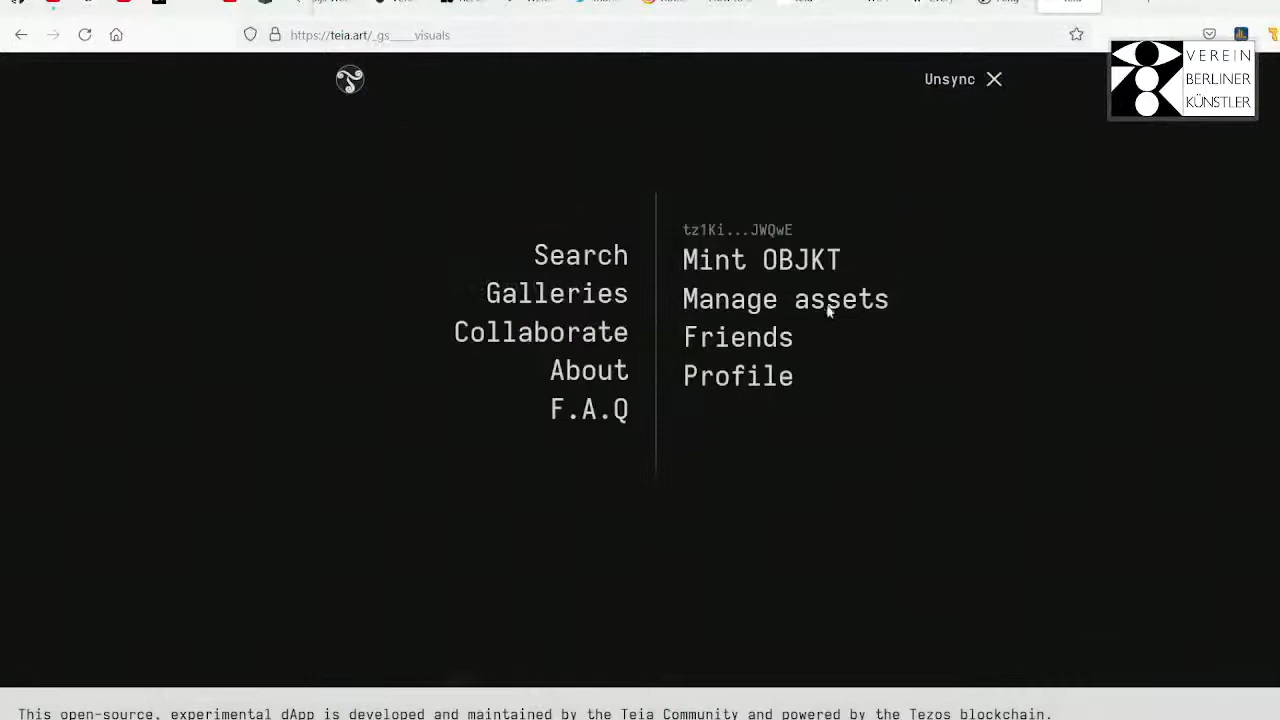 https://teia.art/_gs____visuals
Unsync
VEREIN
BERLINER
KÜNSTLER
Search
Galleries
Collaborate
About
F.A.Q
tz1Ki...JWQwE
Mint OBJKT
Manage assets
Friends
Profile
This open-source, experimental dApp is developed and maintained by the Teia Community and powered by the Tezos blockchain.